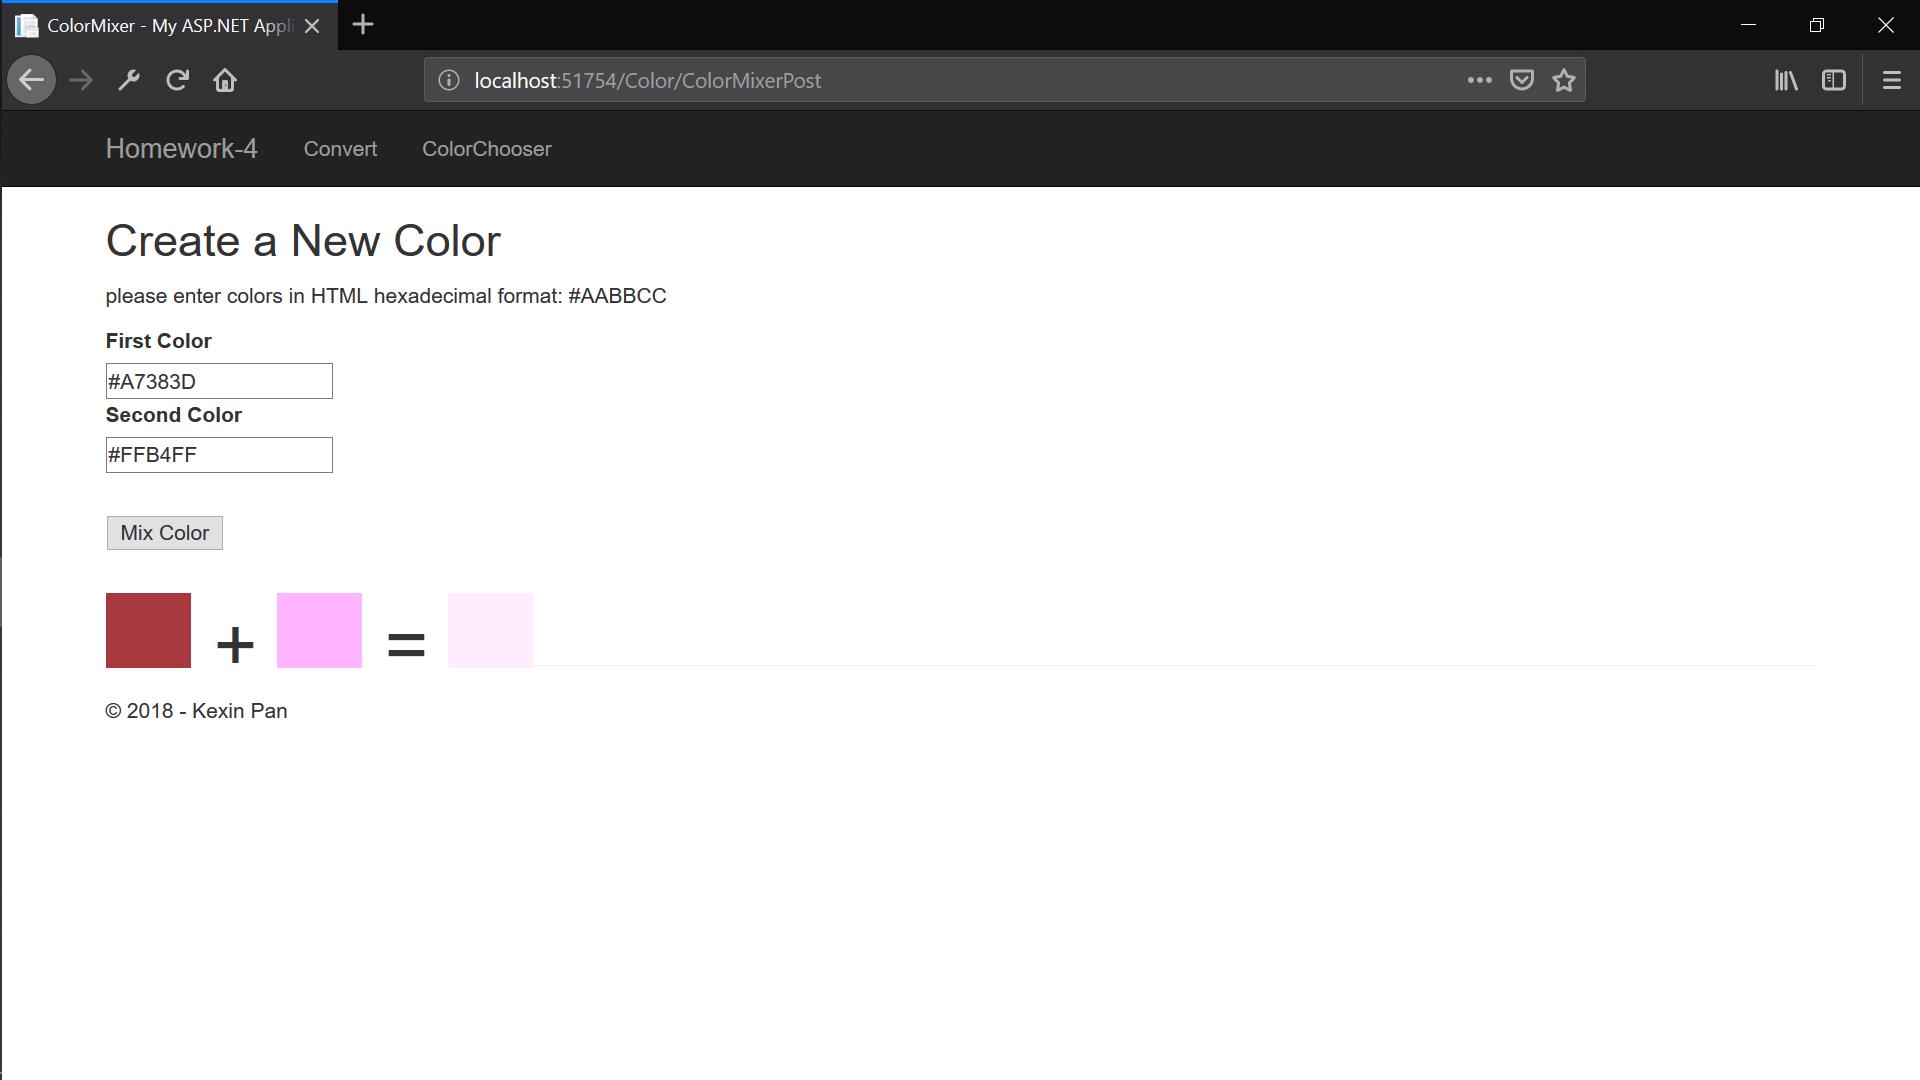 ColorMixer - My ASP.NET Appli
localhost:51754/Color/ColorMixerPost
Homework-4 Convert ColorChooser
Create a New Color
please enter colors in HTML hexadecimal format: #AABBCC
First Color
#A7383D
Second Color
#FFB4FF
Mix Color
+ =
© 2018 - Kexin Pan